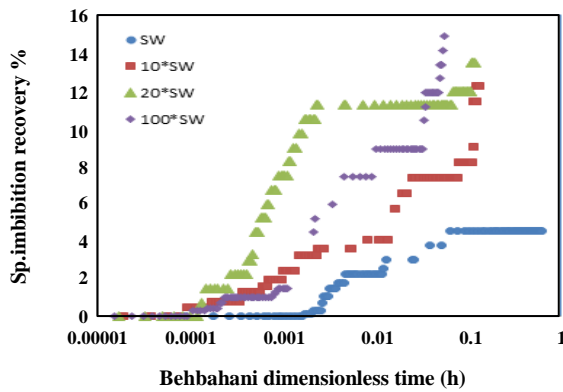 16
14
12
10
8
6
4
2
0
Sp.imbibition recovery %
SW
10*SW
20*SW
100*SW
0.00001 0.0001 0.001 0.01 0.1 1
Behbahani dimensionless time (h)